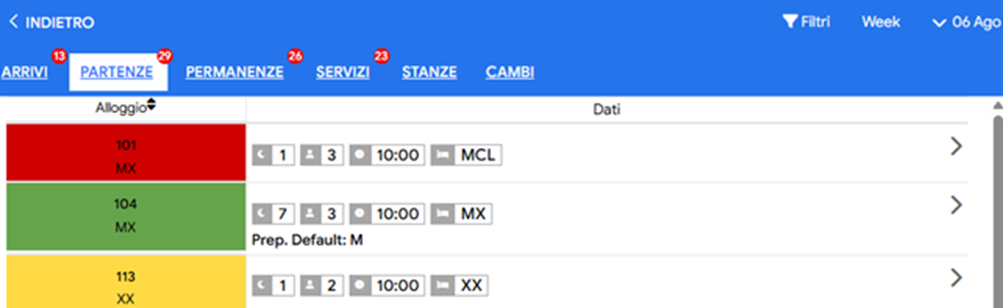 INDIETRO
Filtri
Week
06 Ago
ARRIVI 13
PARTENZE 29
PERMANENZE 26
SERVIZI 23
STANZE
CAMBI
Alloggio
Dati
101
MX
1 3 10:00 MCL
104
MX
7 3 10:00 MX
Prep. Default: M
113
XX
1 2 10:00 XX